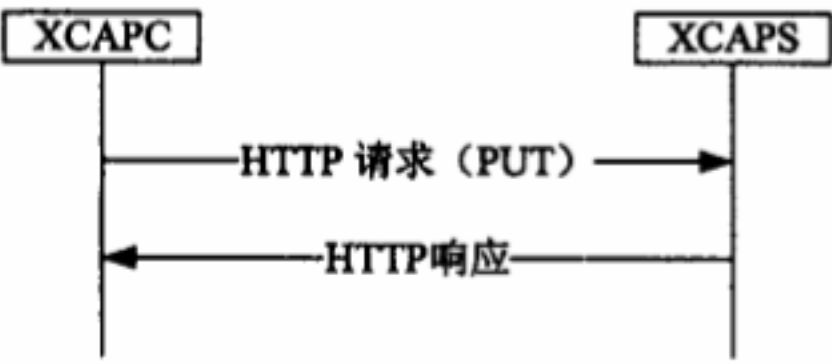 XCAPC
XCAPS
HTTP 请求（PUT）
HTTP响应